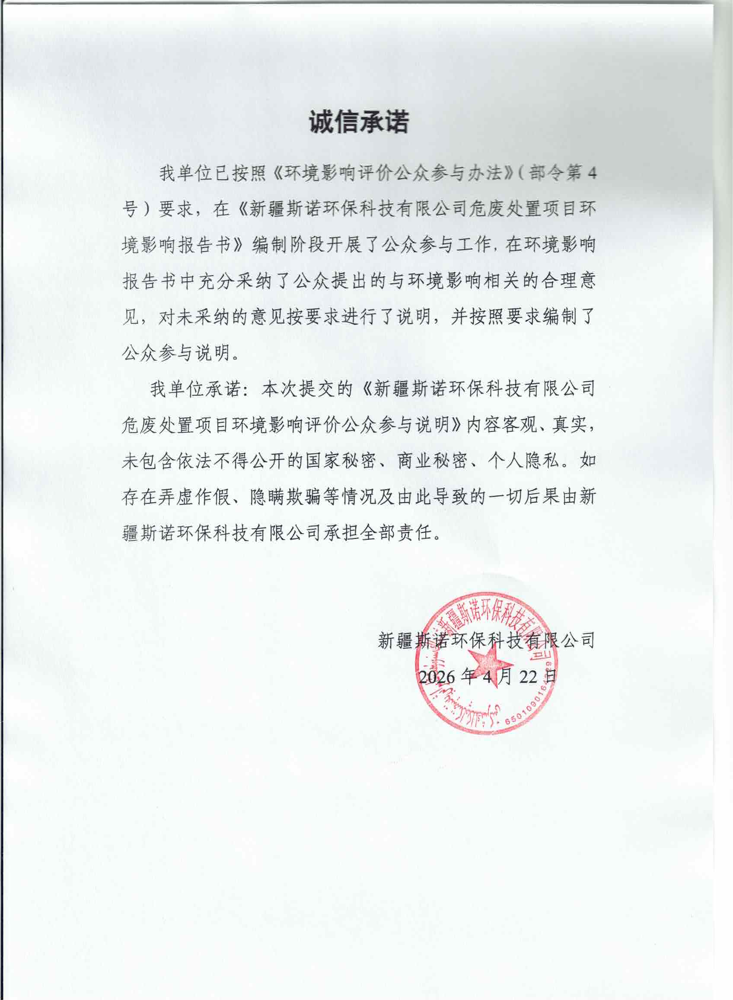 诚信承诺
我单位已按照《环境影响评价公众参与办法》（部令第4
号）要求，在《新疆斯诺环保科技有限公司危废处置项目环
境影响报告书》编制阶段开展了公众参与工作，在环境影响
报告书中充分采纳了公众提出的与环境影响相关的合理意
见，对未采纳的意见按要求进行了说明，并按照要求编制了
公众参与说明。
我单位承诺：本次提交的《新疆斯诺环保科技有限公司
危废处置项目环境影响评价公众参与说明》内容客观、真实，
未包含依法不得公开的国家秘密、商业秘密、个人隐私。如
存在弄虚作假、隐瞒欺骗等情况及由此导致的一切后果由新
疆斯诺环保科技有限公司承担全部责任。
新疆斯诺环保科技有限公司
新疆斯诺环保科技有限公司
2026年4月22日